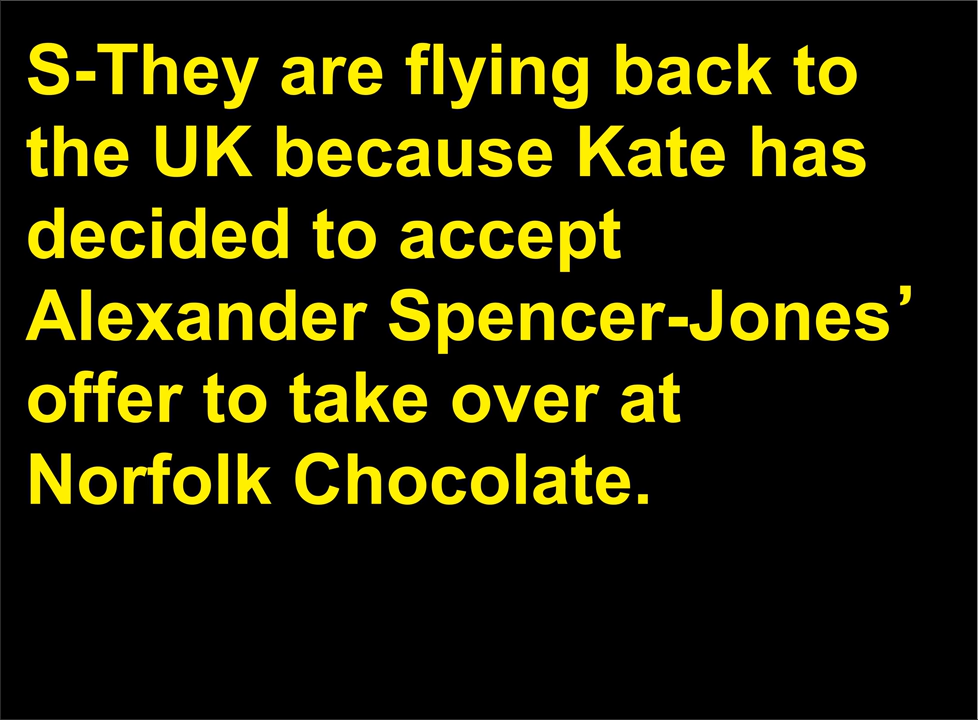 S-They are flying back to
the UK because Kate has
decided to accept
Alexander Spencer-Jones’
offer to take over at
Norfolk Chocolate.